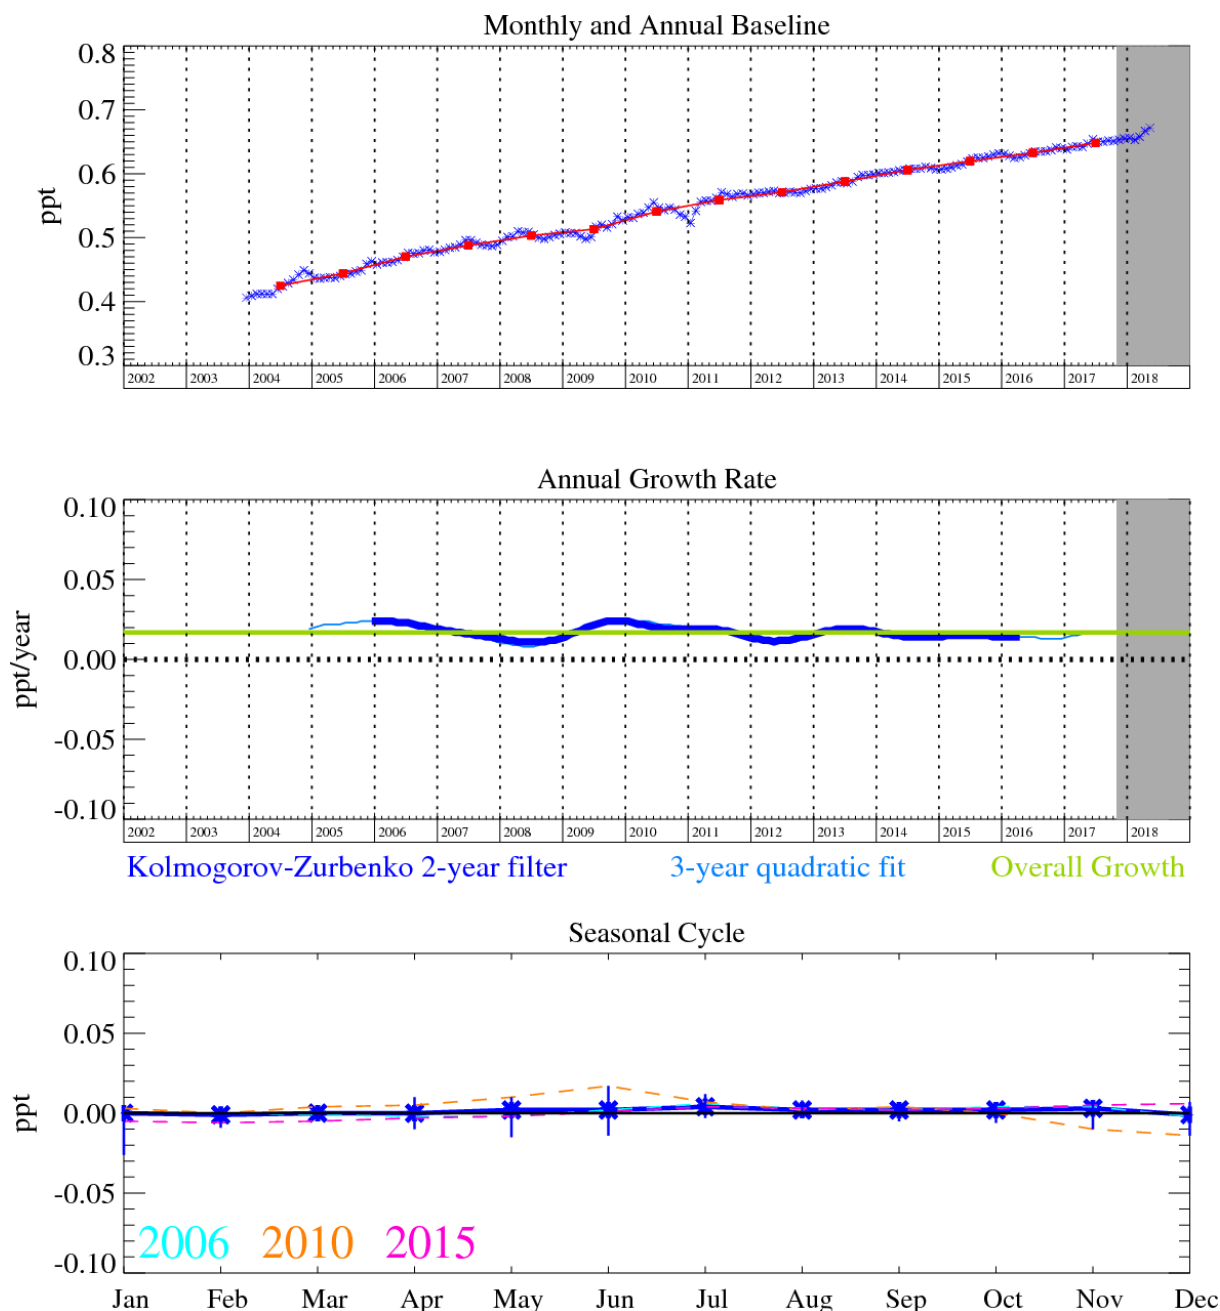 Monthly and Annual Baseline
0.8
0.7
0.6
0.5
0.4
0.3
ppt
2002 2003 2004 2005 2006 2007 2008 2009 2010 2011 2012 2013 2014 2015 2016 2017 2018
Annual Growth Rate
0.10
0.05
0.00
-0.05
-0.10
ppt/year
2002 2003 2004 2005 2006 2007 2008 2009 2010 2011 2012 2013 2014 2015 2016 2017 2018
Kolmogorov-Zurbenko 2-year filter 3-year quadratic fit Overall Growth
Seasonal Cycle
0.10
0.05
0.00
-0.05
-0.10
ppt
2006 2010 2015
Jan Feb Mar Apr May Jun Jul Aug Sep Oct Nov Dec